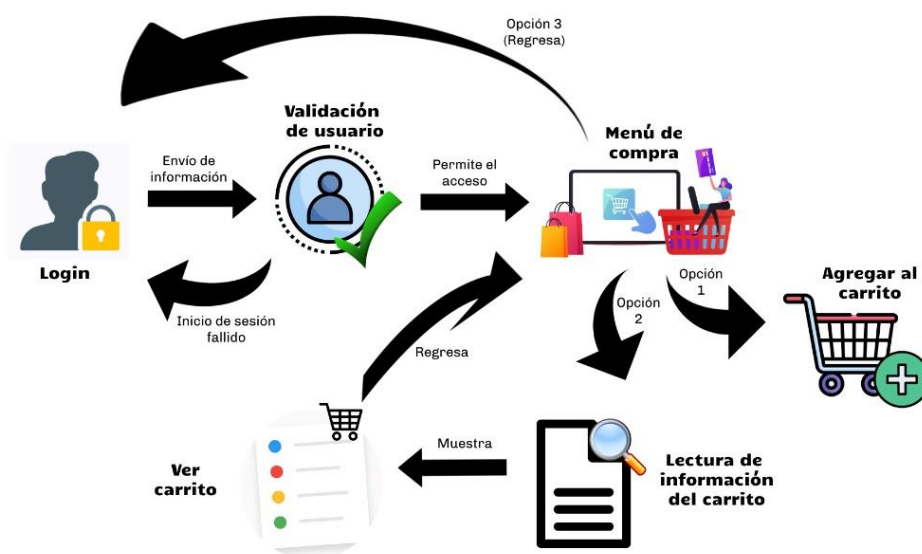 Opción 3
(Regresa)
Validación
de usuario
Menú de
compra
Envío de
información
Permite el
acceso
Login
Inicio de sesión
fallido
Opción
1
Opción
2
Agregar al
carrito
Regresa
Muestra
Ver
carrito
Lectura de
información
del carrito